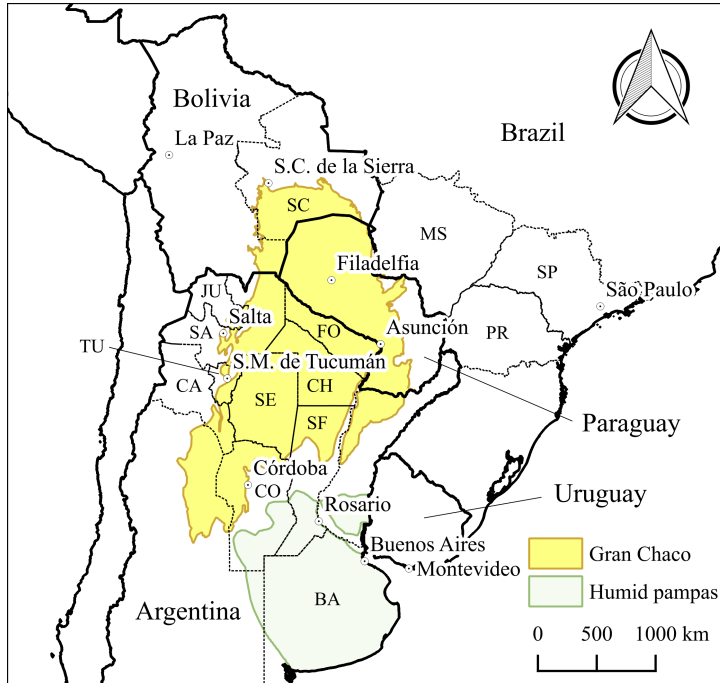 Bolivia
La Paz
Brazil
S.C. de la Sierra
SC
MS
Filadelfia
SP
JU
São Paulo
Salta
SA
FO
Asunción
PR
TU
S.M. de Tucumán
CA
CH
SE
SF
Paraguay
Córdoba
CO
Rosario
Uruguay
Buenos Aires
Gran Chaco
Montevideo
Humid pampas
BA
Argentina
0 500 1000 km